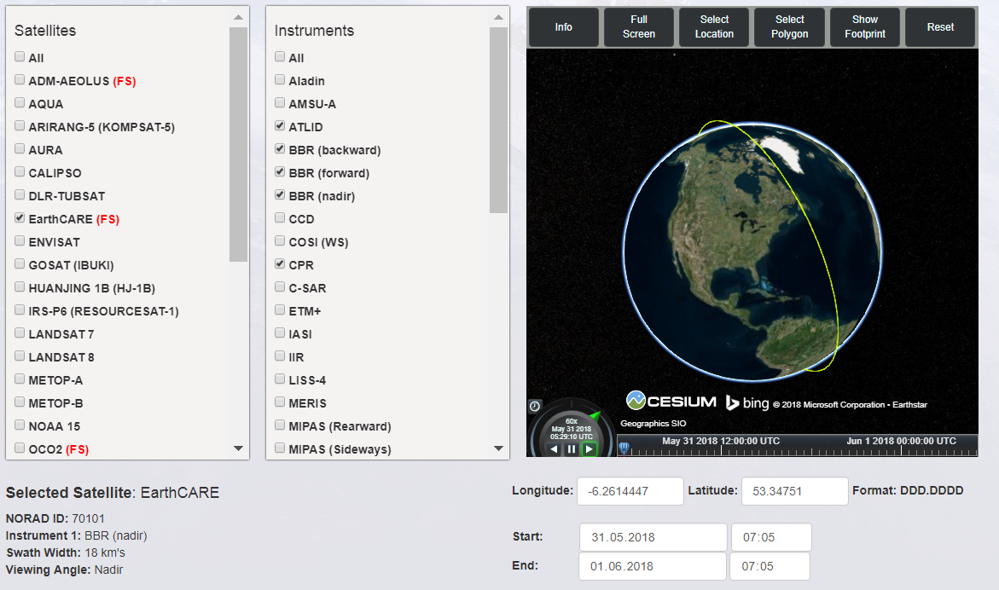 Satellites
All
ADM-AEOLUS (FS)
AQUA
ARIRANG-5 (KOMPSAT-5)
AURA
CALIPSO
DLR-TUBSAT
EarthCARE (FS)
ENVISAT
GOSAT (IBUKI)
HUANJING 1B (HJ-1B)
IRS-P6 (RESOURCESAT-1)
LANDSAT 7
LANDSAT 8
METOP-A
METOP-B
NOAA 15
OCO2 (FS)
Instruments
All
Aladin
AMSU-A
ATLID
BBR (backward)
BBR (forward)
BBR (nadir)
CCD
COSI (WS)
CPR
C-SAR
ETM+
IASI
IIR
LISS-4
MERIS
MIPAS (Rearward)
MIPAS (Sideways)
Info
Full
Screen
Select
Location
Select
Polygon
Show
Footprint
Reset
CESIUM bing © 2018 Microsoft Corporation - Earthstar
Geographics SIO
60x
May 31 2018
05:29:10 UTC
May 31 2018 12:00:00 UTC
Jun 1 2018 00:00:00 UTC
Selected Satellite: EarthCARE
NORAD ID: 70101
Instrument 1: BBR (nadir)
Swath Width: 18 km's
Viewing Angle: Nadir
Longitude: -6.2614447 Latitude: 53.34751 Format: DDD.DDDD
Start: 31.05.2018 07:05
End: 01.06.2018 07:05